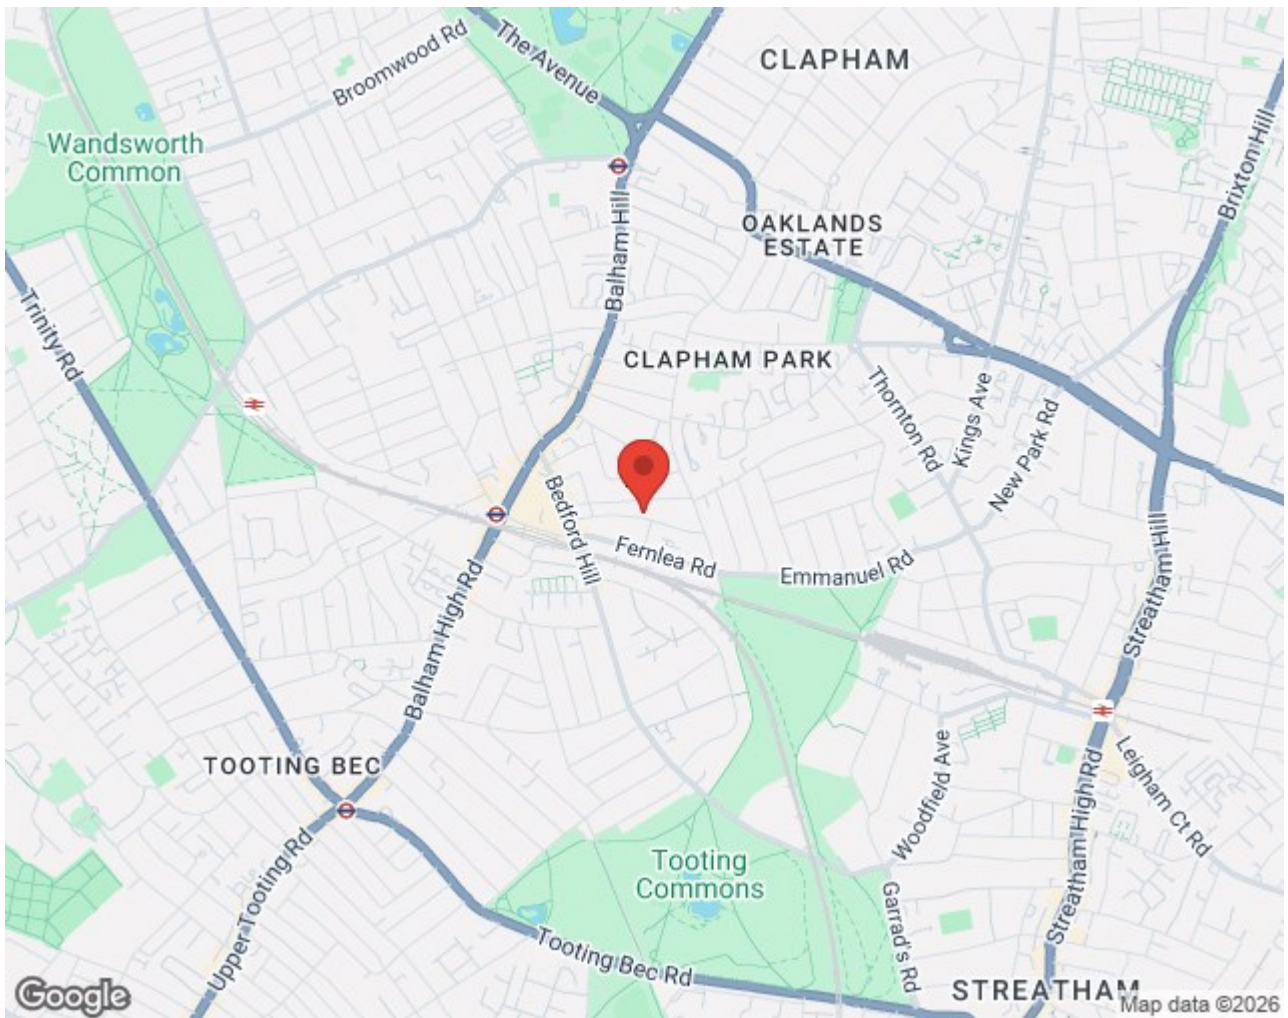 CLAPHAM
Broomwood Rd
The Avenue
Wandsworth
Common
Brixton Hill
Balham Hill
OAKLANDS
ESTATE
Trinity Rd
CLAPHAM PARK
Thornton Rd
Kings Ave
New Park Rd
Bedford Hill
Fernlea Rd
Emmanuel Rd
Streatham Hill
Balham High Rd
TOOTING BEC
Woodfield Ave
Leigham Ct Rd
Streatham High Rd
Upper Tooting Rd
Tooting
Commons
Garrad's Rd
Tooting Bec Rd
STREATHAM
Google
Map data ©2026